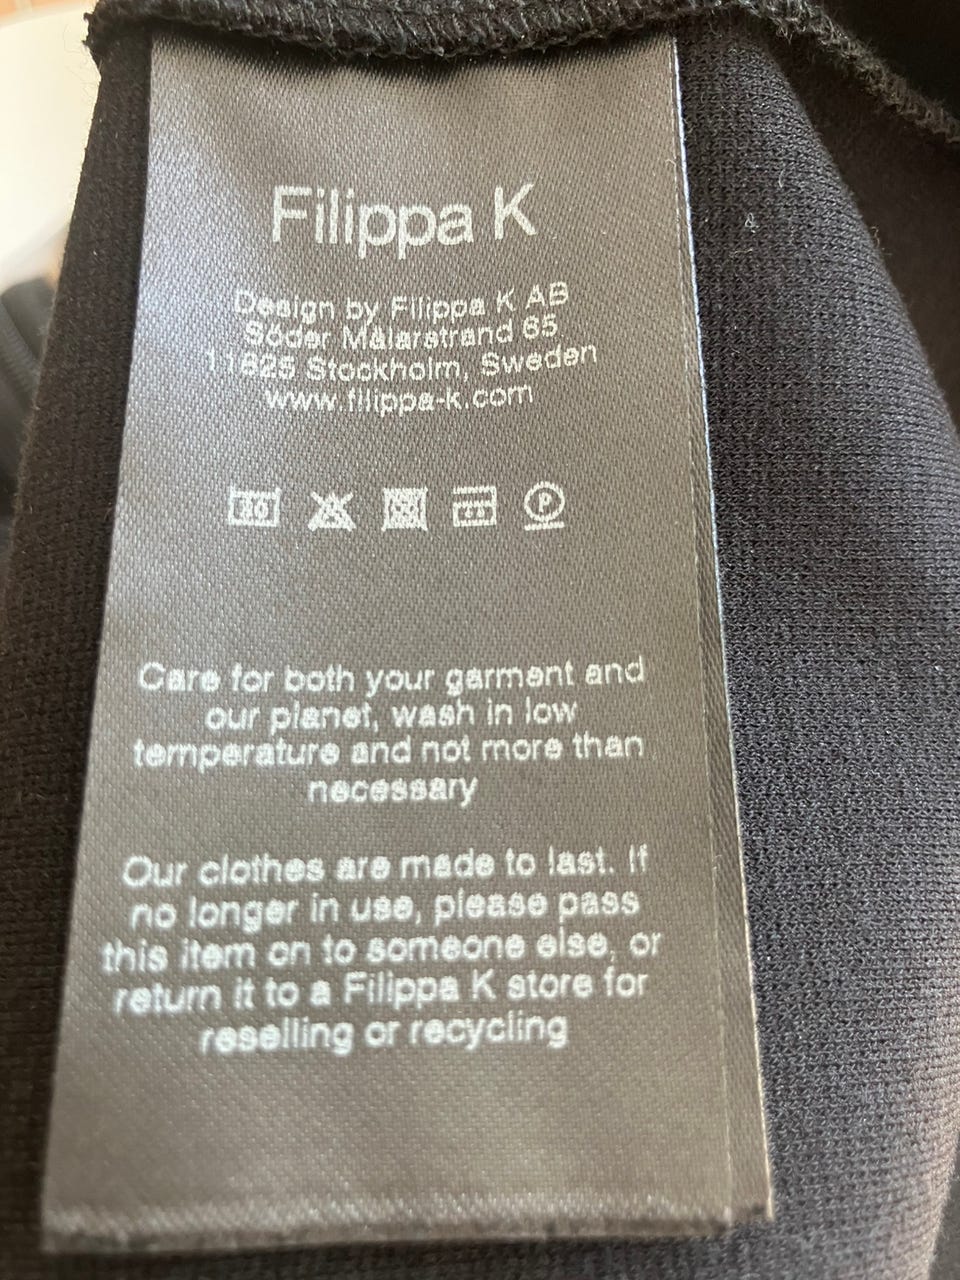 Filippa K
Design by Filippa K AB
Söder Mälarstrand 65
11825 Stockholm, Sweden
www.filippa-k.com
30
P
Care for both your garment and
our planet, wash in low
temperature and not more than
necessary
Our clothes are made to last. If
no longer in use, please pass
this item on to someone else, or
return it to a Filippa K store for
reselling or recycling